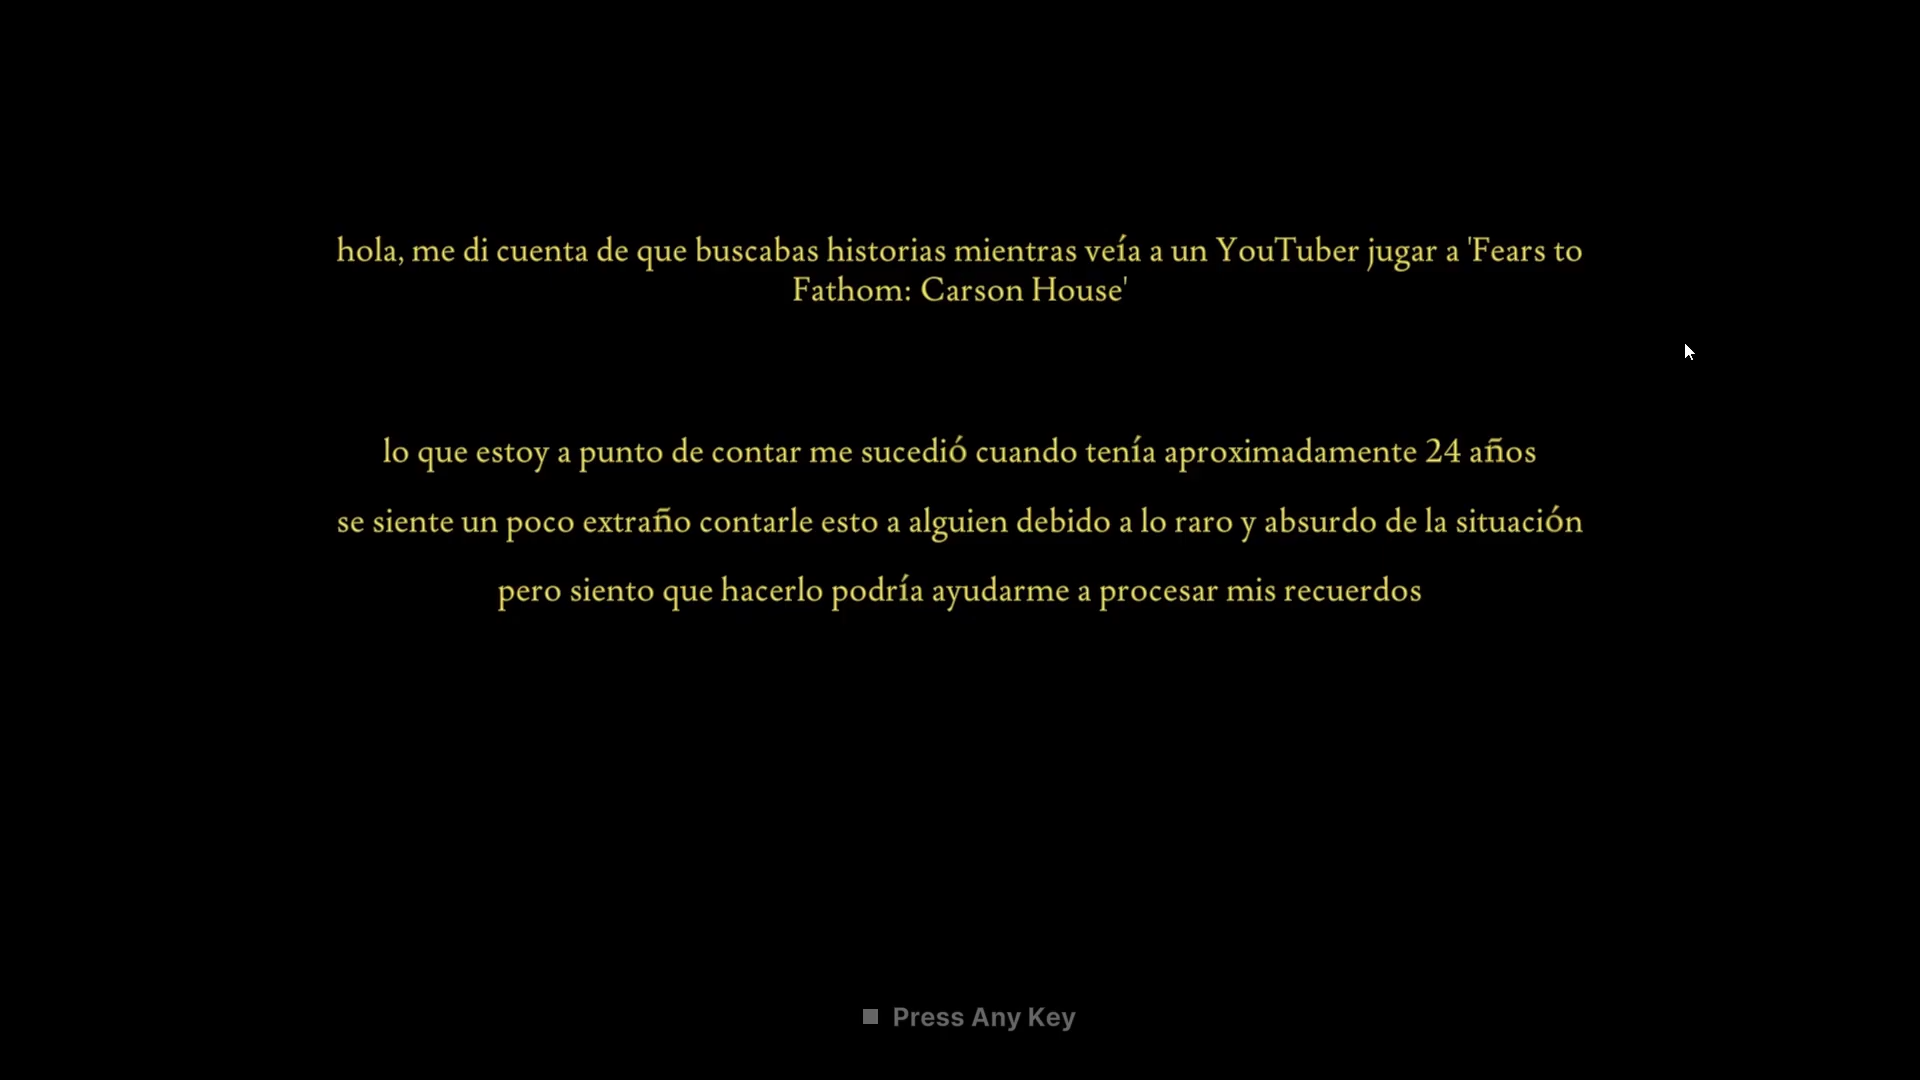 hola, me di cuenta de que buscabas historias mientras veía a un YouTuber jugar a 'Fears to
Fathom: Carson House'
lo que estoy a punto de contar me sucedió cuando tenía aproximadamente 24 años
se siente un poco extraño contarle esto a alguien debido a lo raro y absurdo de la situación
pero siento que hacerlo podría ayudarme a procesar mis recuerdos
Press Any Key